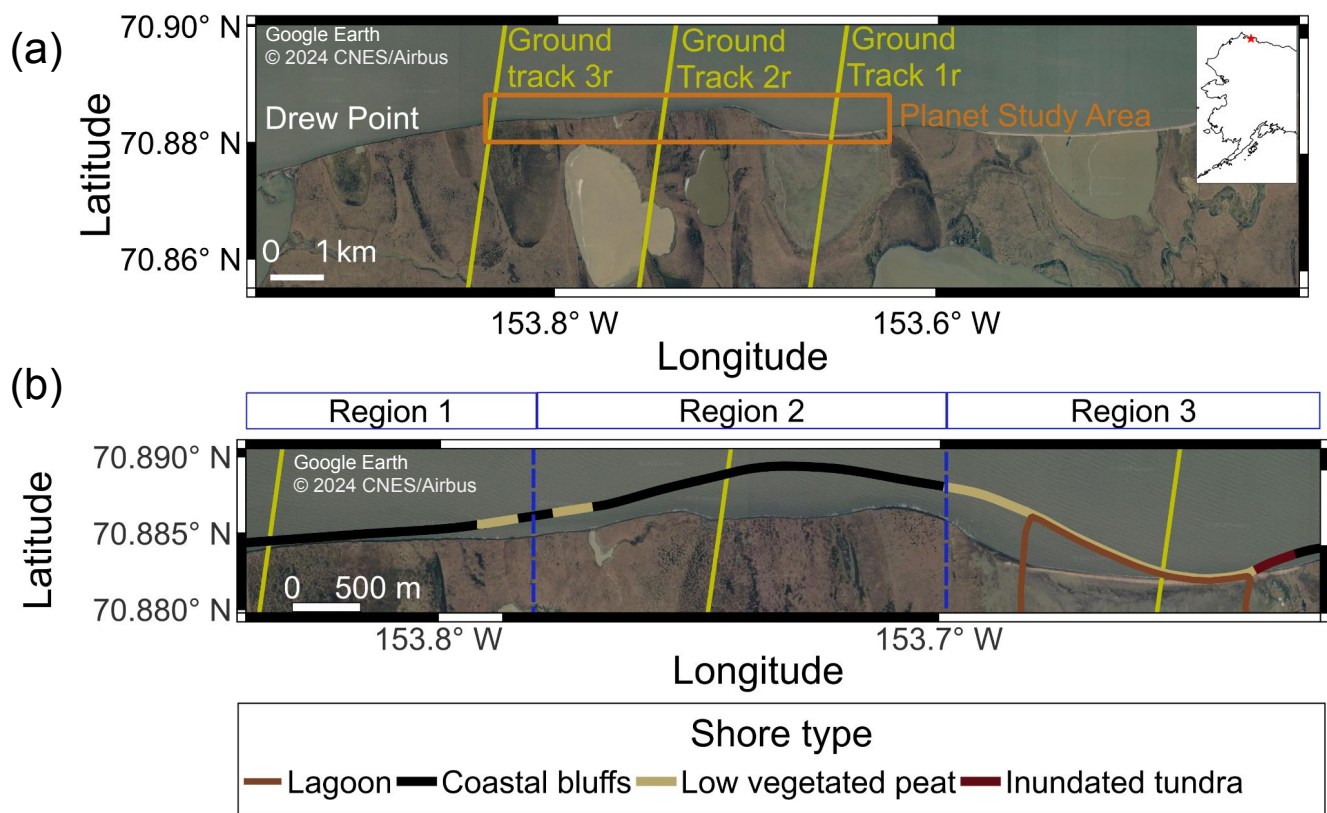 (a)
70.90° N
70.88° N
70.86° N
Latitude
Google Earth
© 2024 CNES/Airbus
Ground
track 3r
Ground
Track 2r
Ground
Track 1r
Drew Point
Planet Study Area
0 1 km
153.8° W
153.6° W
Longitude
(b)
Region 1
Region 2
Region 3
70.890° N
70.885° N
70.880° N
Latitude
Google Earth
© 2024 CNES/Airbus
0 500 m
153.8° W
153.7° W
Longitude
Shore type
Lagoon
Coastal bluffs
Low vegetated peat
Inundated tundra